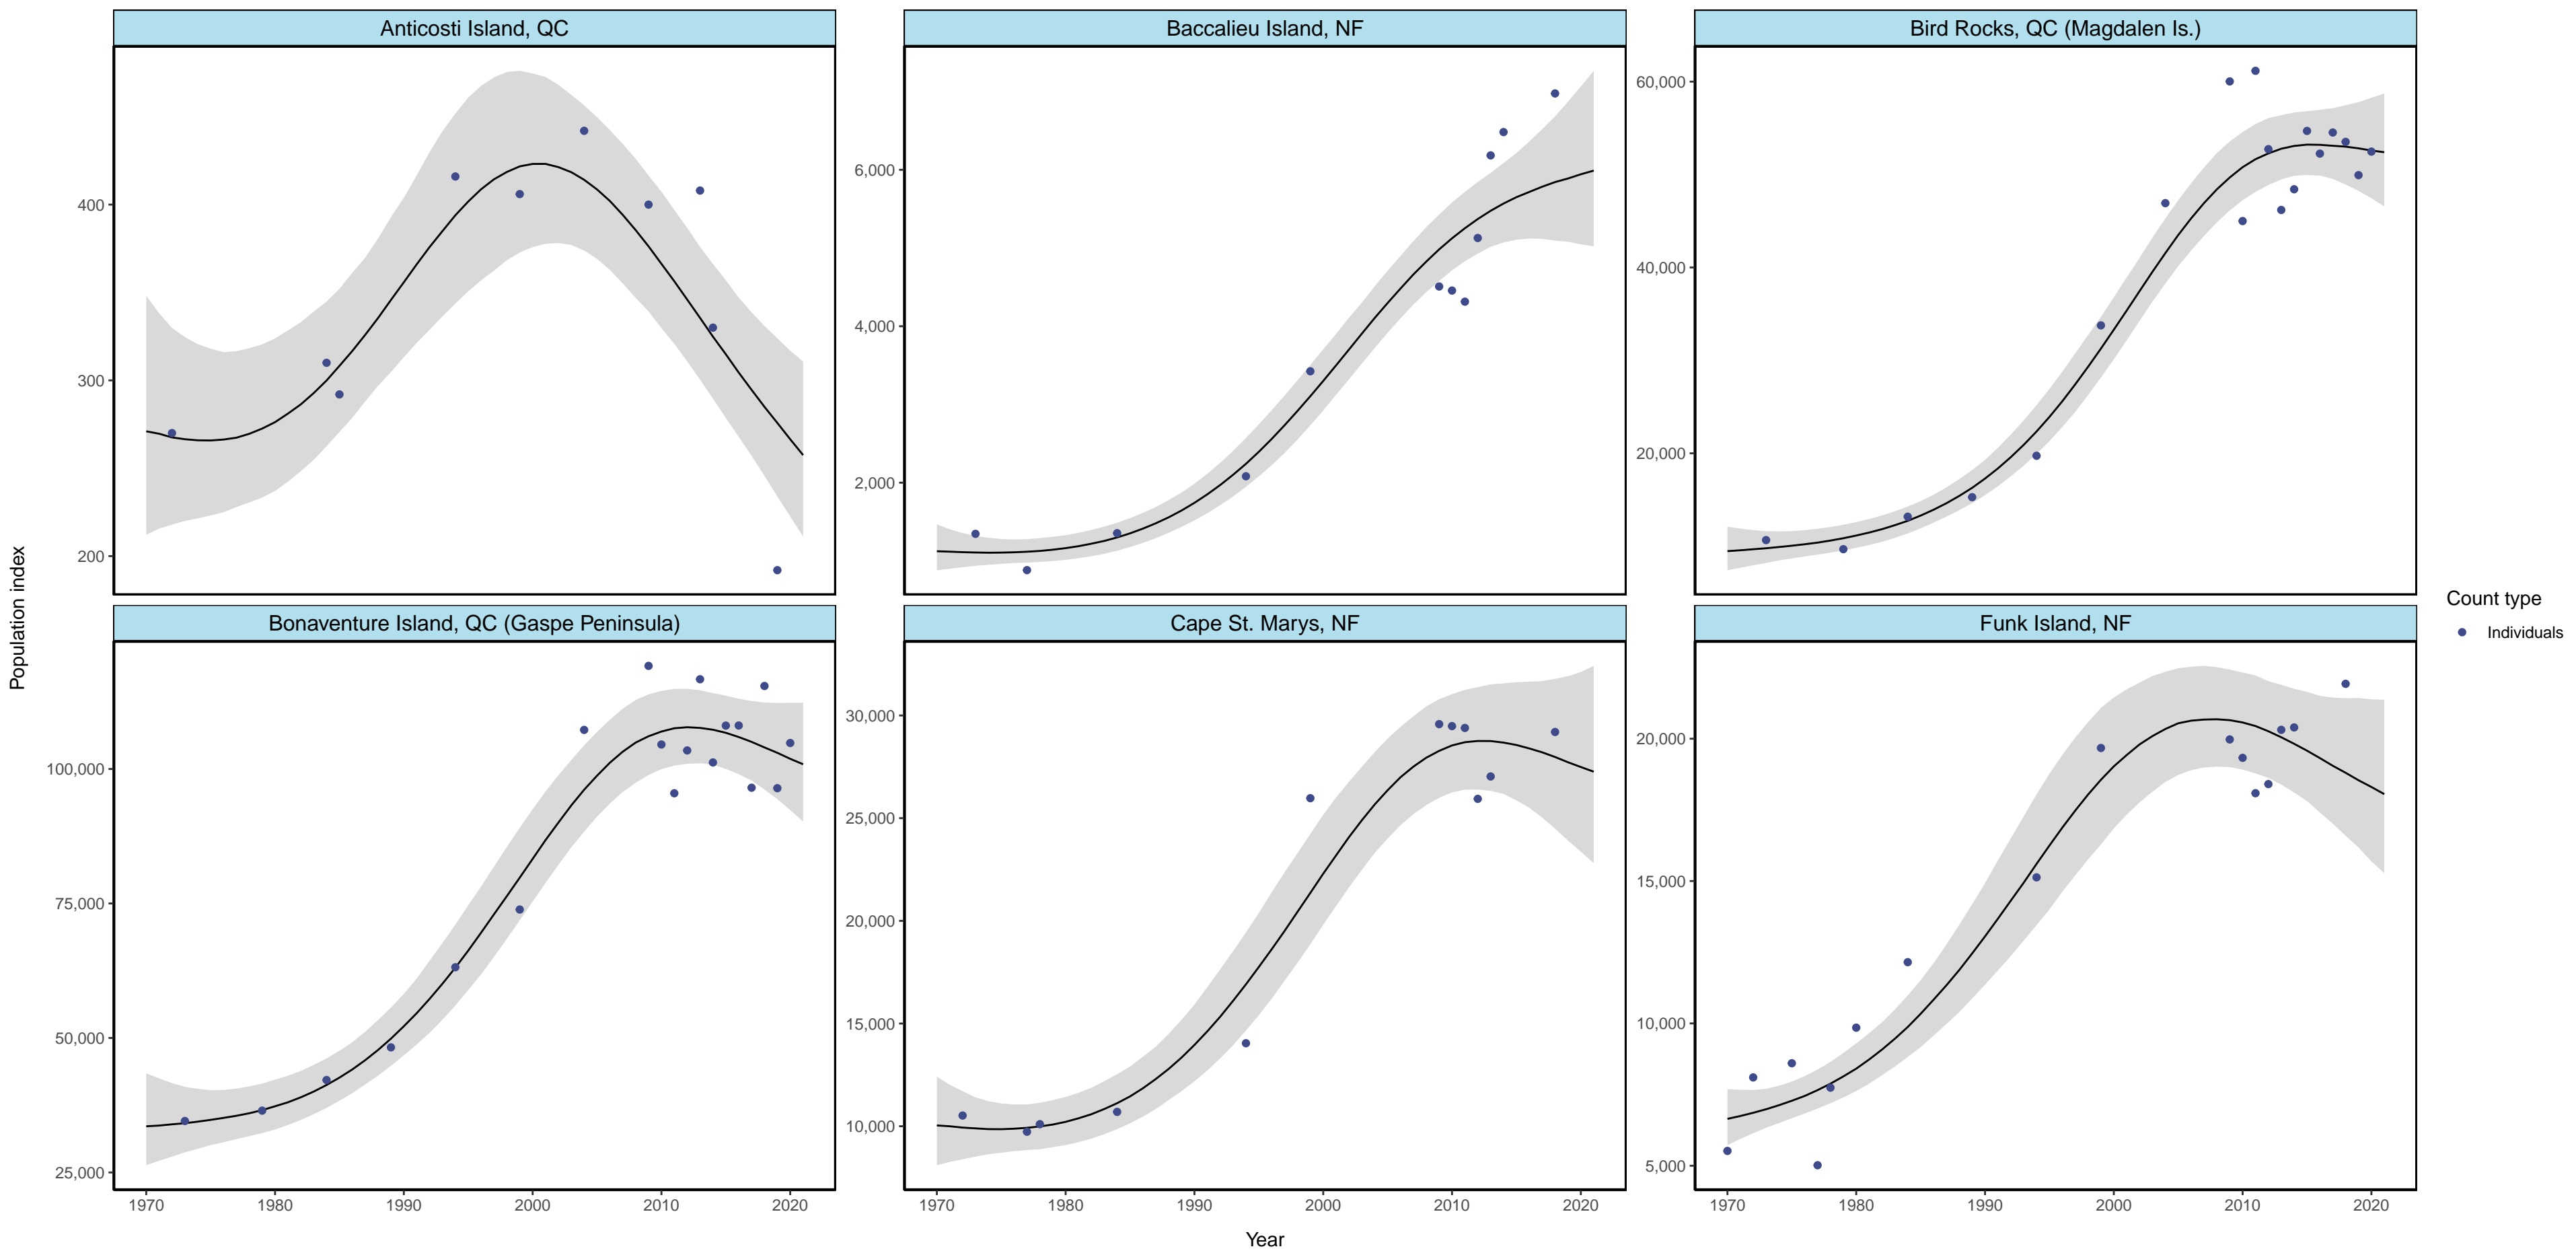 Anticosti Island, QC
Baccalieu Island, NF
Bird Rocks, QC (Magdalen Is.)
400
300
200
6,000
4,000
2,000
60,000
40,000
20,000
Population index
Bonaventure Island, QC (Gaspe Peninsula)
Cape St. Marys, NF
Funk Island, NF
100,000
75,000
50,000
25,000
30,000
25,000
20,000
15,000
10,000
20,000
15,000
10,000
5,000
1970 1980 1990 2000 2010 2020
1970 1980 1990 2000 2010 2020
1970 1980 1990 2000 2010 2020
Year
Count type
Individuals